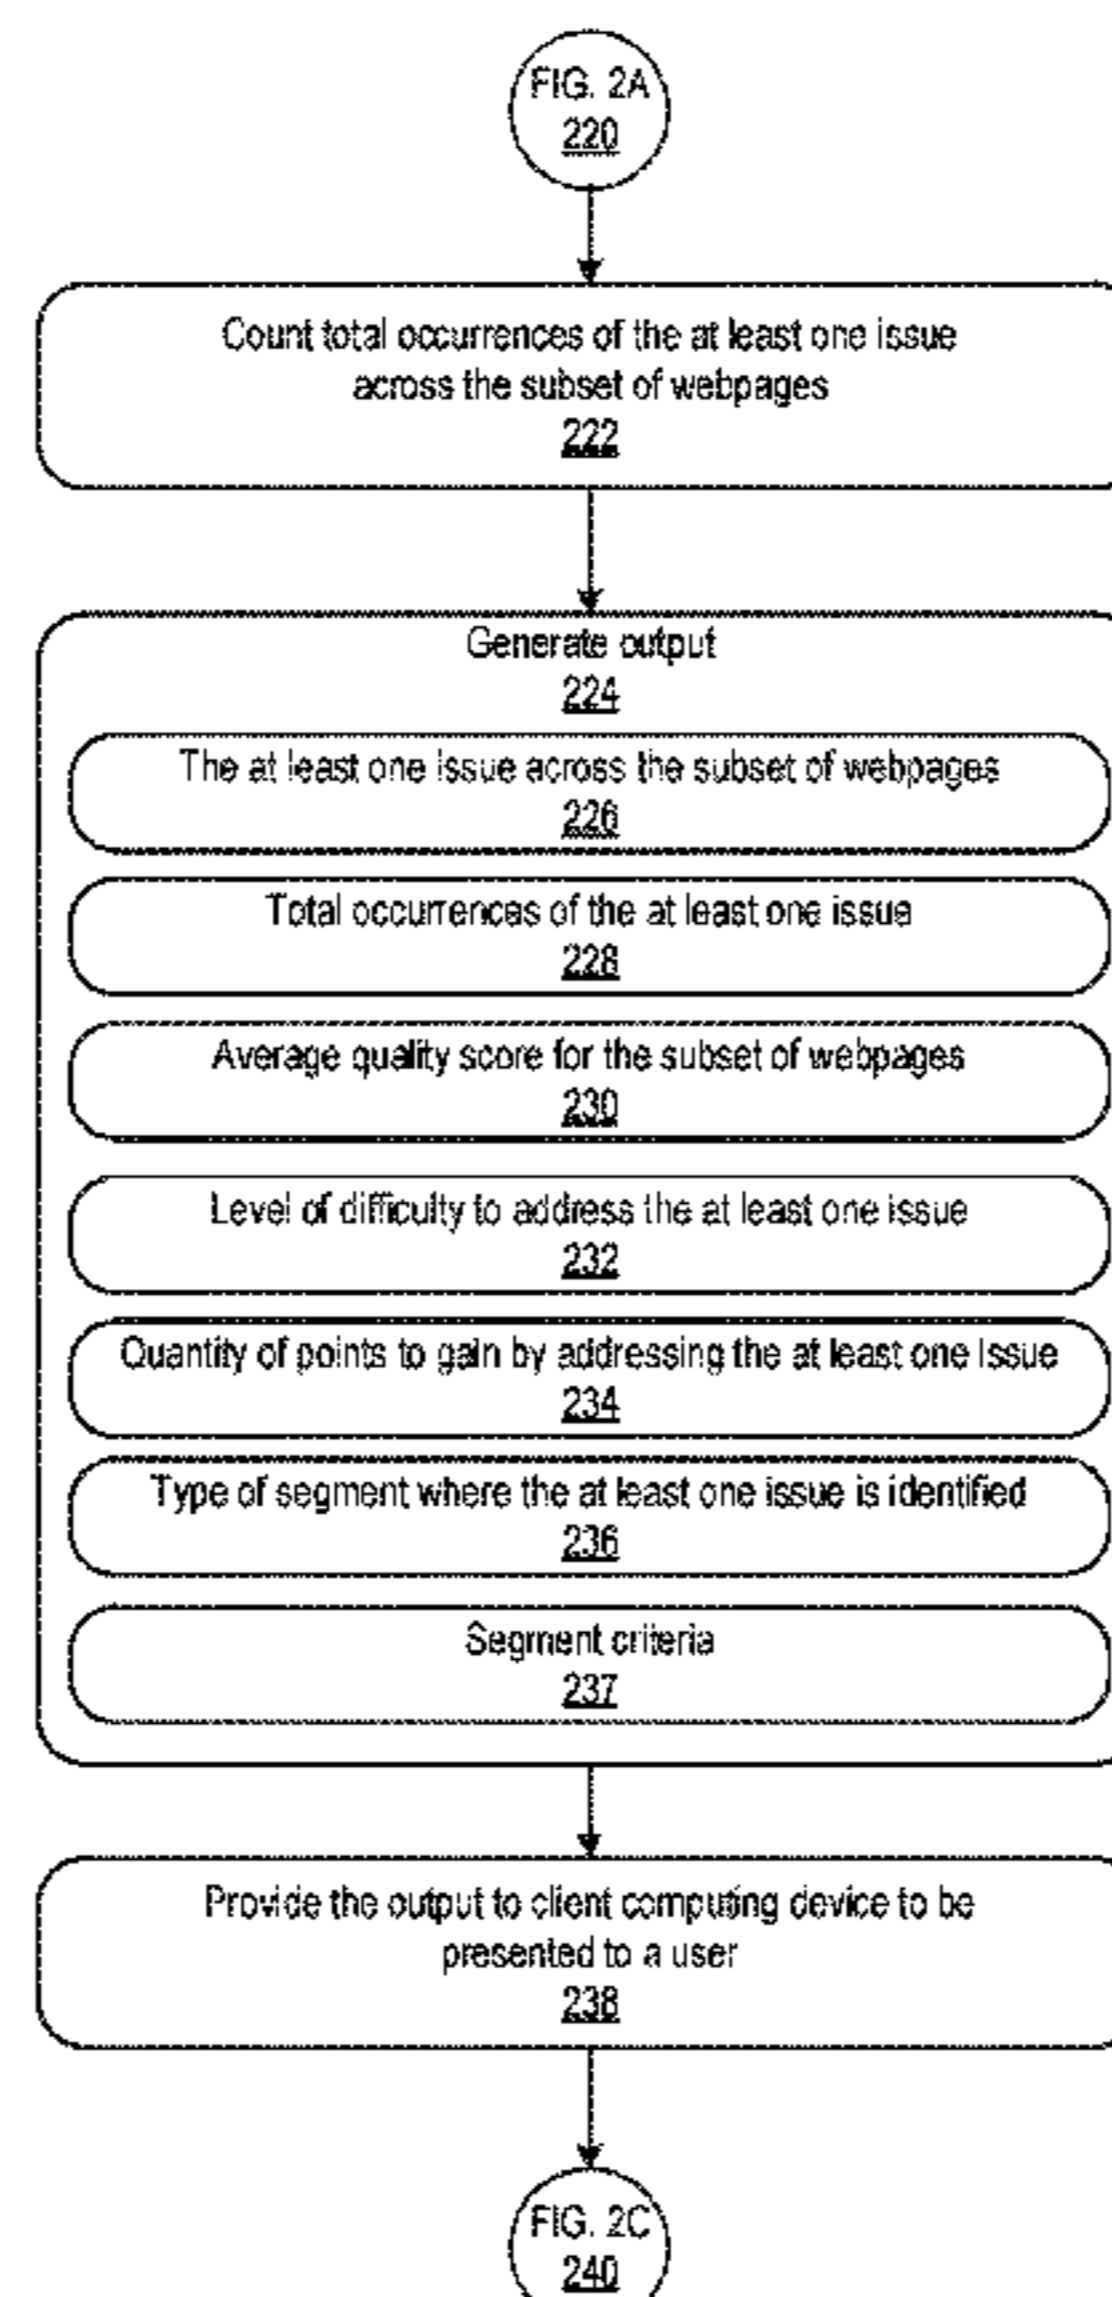 FIG. 2A
220
Count total occurrences of the at least one issue
across the subset of webpages
222
Generate output
224
The at least one issue across the subset of webpages
226
Total occurrences of the at least one issue
228
Average quality score for the subset of webpages
230
Level of difficulty to address the at least one issue
232
Quantity of points to gain by addressing the at least one issue
234
Type of segment where the at least one issue is identified
236
Segment criteria
237
Provide the output to client computing device to be
presented to a user
238
FIG. 2C
240